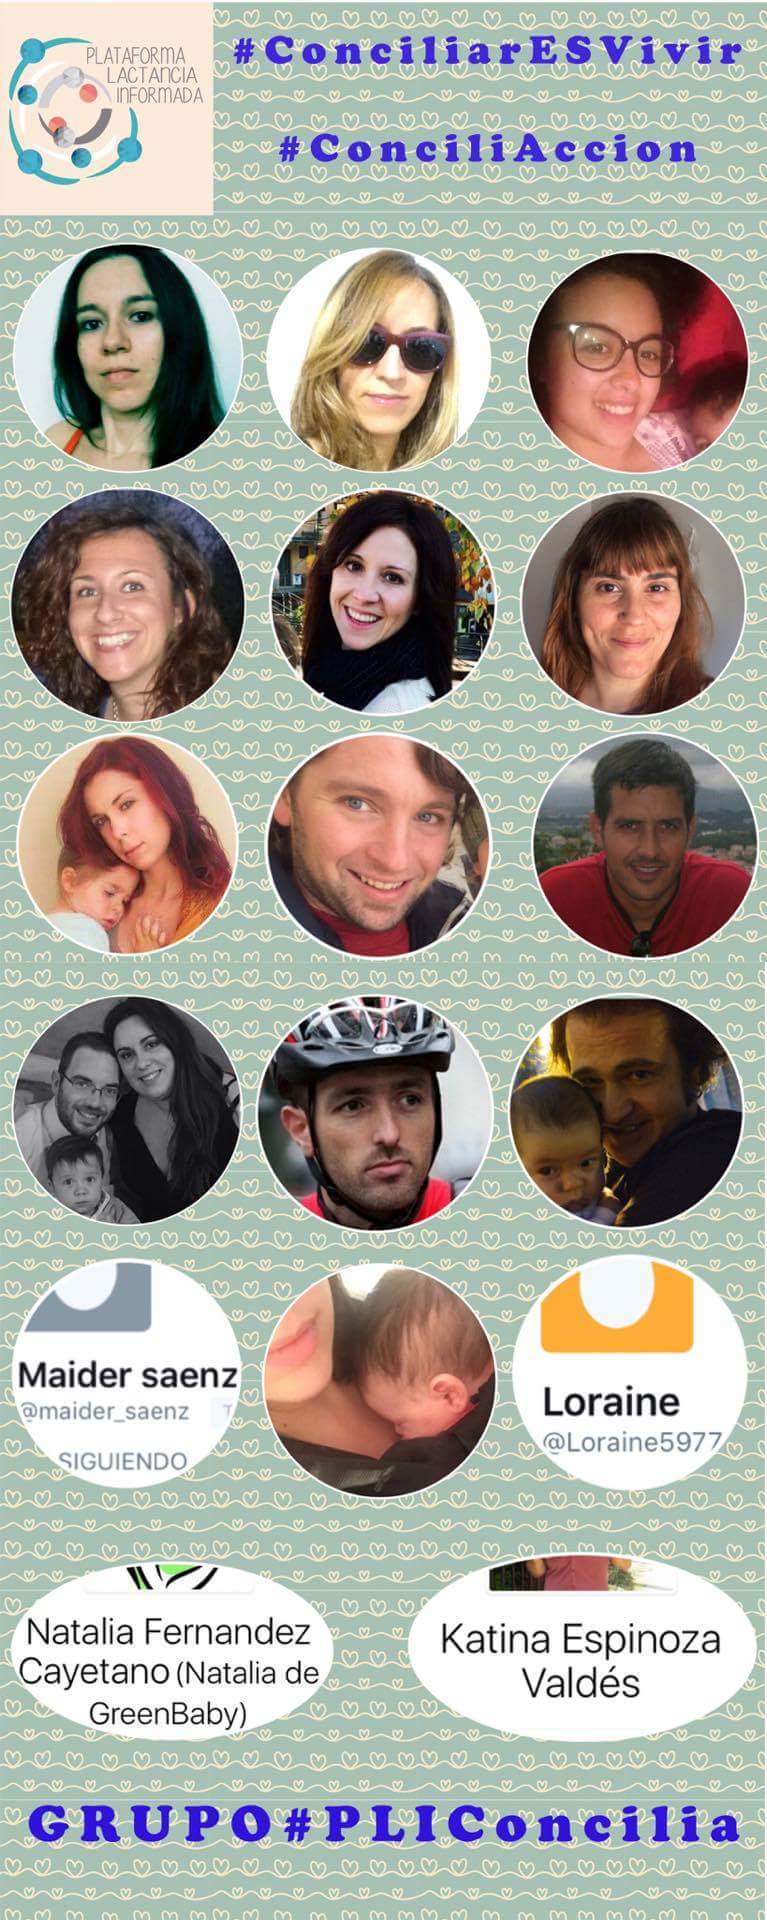 PLATAFORMA
LACTANCIA
INFORMADA
#ConciliarESVivir
#ConciliAccion
Maider saenz
@maider_saenz
SIGUIENDO
Loraine
@Loraine5977
Natalia Fernandez
Cayetano (Natalia de
GreenBaby)
Katina Espinoza
Valdés
GRUPO#PLIConcilia